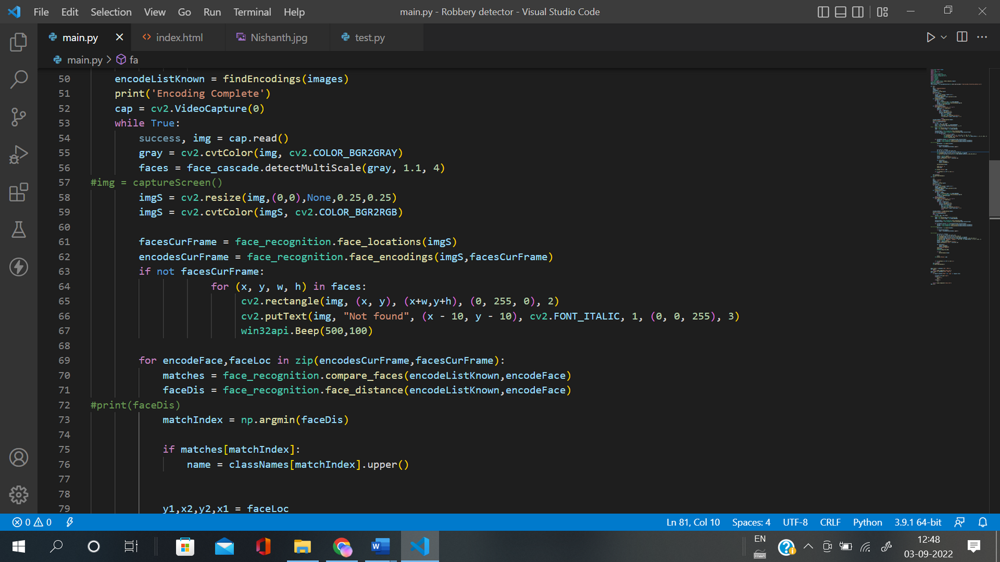 File Edit Selection View Go Run Terminal Help main.py - Robbery detector - Visual Studio Code
main.py index.html Nishanth.jpg test.py
main.py > fa
50 encodeListKnown = findEncodings(images)
51 print('Encoding Complete')
52 cap = cv2.VideoCapture(0)
53 while True:
54 success, img = cap.read()
55 gray = cv2.cvtColor(img, cv2.COLOR_BGR2GRAY)
56 faces = face_cascade.detectMultiScale(gray, 1.1, 4)
57 #img = captureScreen()
58 imgS = cv2.resize(img,(0,0),None,0.25,0.25)
59 imgS = cv2.cvtColor(imgS, cv2.COLOR_BGR2RGB)
60
61 facesCurFrame = face_recognition.face_locations(imgS)
62 encodesCurFrame = face_recognition.face_encodings(imgS,facesCurFrame)
63 if not facesCurFrame:
64 for (x, y, w, h) in faces:
65 cv2.rectangle(img, (x, y), (x+w,y+h), (0, 255, 0), 2)
66 cv2.putText(img, "Not found", (x - 10, y - 10), cv2.FONT_ITALIC, 1, (0, 0, 255), 3)
67 win32api.Beep(500,100)
68
69 for encodeFace,faceLoc in zip(encodesCurFrame,facesCurFrame):
70 matches = face_recognition.compare_faces(encodeListKnown,encodeFace)
71 faceDis = face_recognition.face_distance(encodeListKnown,encodeFace)
72 #print(faceDis)
73 matchIndex = np.argmin(faceDis)
74
75 if matches[matchIndex]:
76 name = classNames[matchIndex].upper()
77
78
79 y1,x2,y2,x1 = faceLoc
0 0 Ln 81, Col 10 Spaces: 4 UTF-8 CRLF Python 3.9.1 64-bit
EN 12:48
03-09-2022